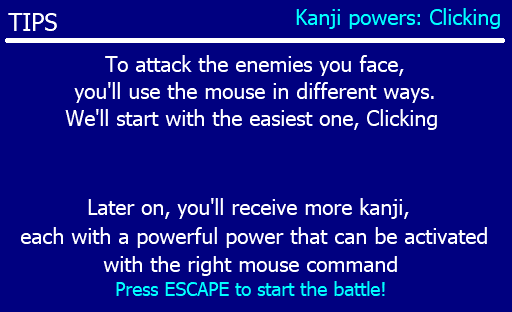 TIPS
Kanji powers: Clicking
To attack the enemies you face,
you'll use the mouse in different ways.
We'll start with the easiest one, Clicking
Later on, you'll receive more kanji,
each with a powerful power that can be activated
with the right mouse command
Press ESCAPE to start the battle!